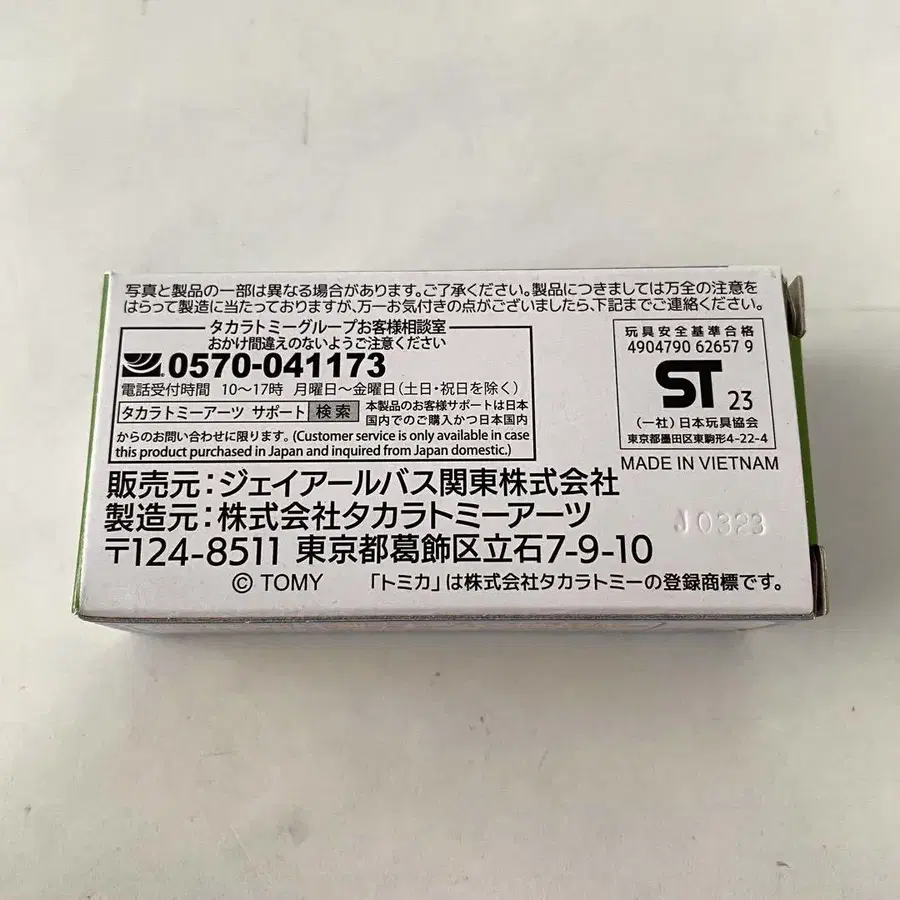 写真と製品の一部は異なる場合があります。ご了承ください。製品につきましては万全の注意を
はらって製造に当たっておりますが、万一お気付きの点がございましたら、下記までご連絡ください。
タカラトミーグループお客様相談室
おかけ間違えのないようご注意ください
0570-041173
電話受付時間 10〜17時 月曜日〜金曜日（土日・祝日を除く）
タカラトミーアーツ サポート 検索
本製品のお客様サポートは日本
国内でのご購入かつ日本国内
からのお問い合わせに限ります。(Customer service is only available in case
this product purchased in Japan and inquired from Japan domestic.)
玩具安全基準合格
4904790 62657 9
ST 23
(一社)日本玩具協会
東京都墨田区東駒形4-22-4
MADE IN VIETNAM
販売元：ジェイアールバス関東株式会社
製造元：株式会社タカラトミーアーツ
〒124-8511 東京都葛飾区立石7-9-10
J0323
© TOMY 「トミカ」は株式会社タカラトミーの登録商標です。